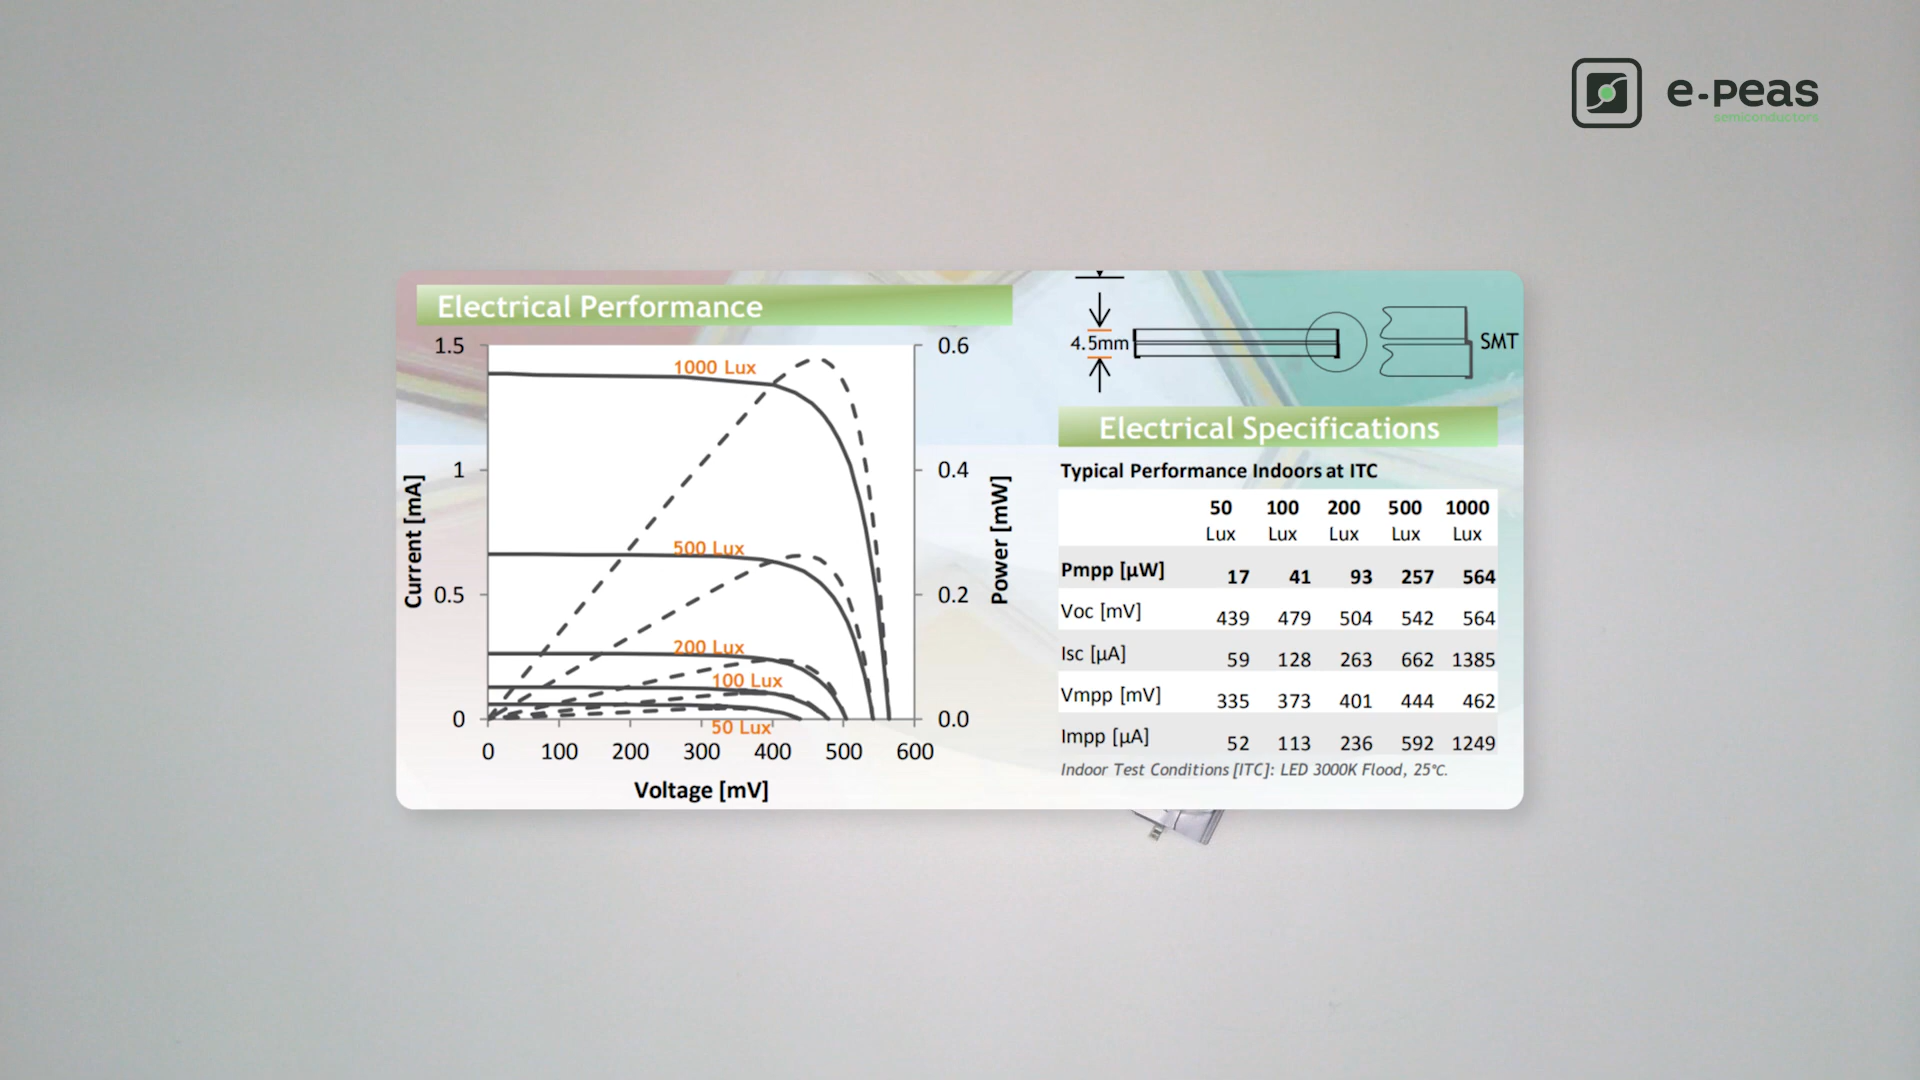 e-peas
semiconductors
Electrical Performance
1.5
1
0.5
0
Current [mA]
1000 Lux
500 Lux
200 Lux
100 Lux
50 Lux
0.6
0.4
0.2
0.0
Power [mW]
0 100 200 300 400 500 600
Voltage [mV]
4.5mm
SMT
Electrical Specifications
Typical Performance Indoors at ITC
50 100 200 500 1000
Lux Lux Lux Lux Lux
Pmpp [µW] 17 41 93 257 564
Voc [mV] 439 479 504 542 564
Isc [µA] 59 128 263 662 1385
Vmpp [mV] 335 373 401 444 462
Impp [µA] 52 113 236 592 1249
Indoor Test Conditions [ITC]: LED 3000K Flood, 25°C.